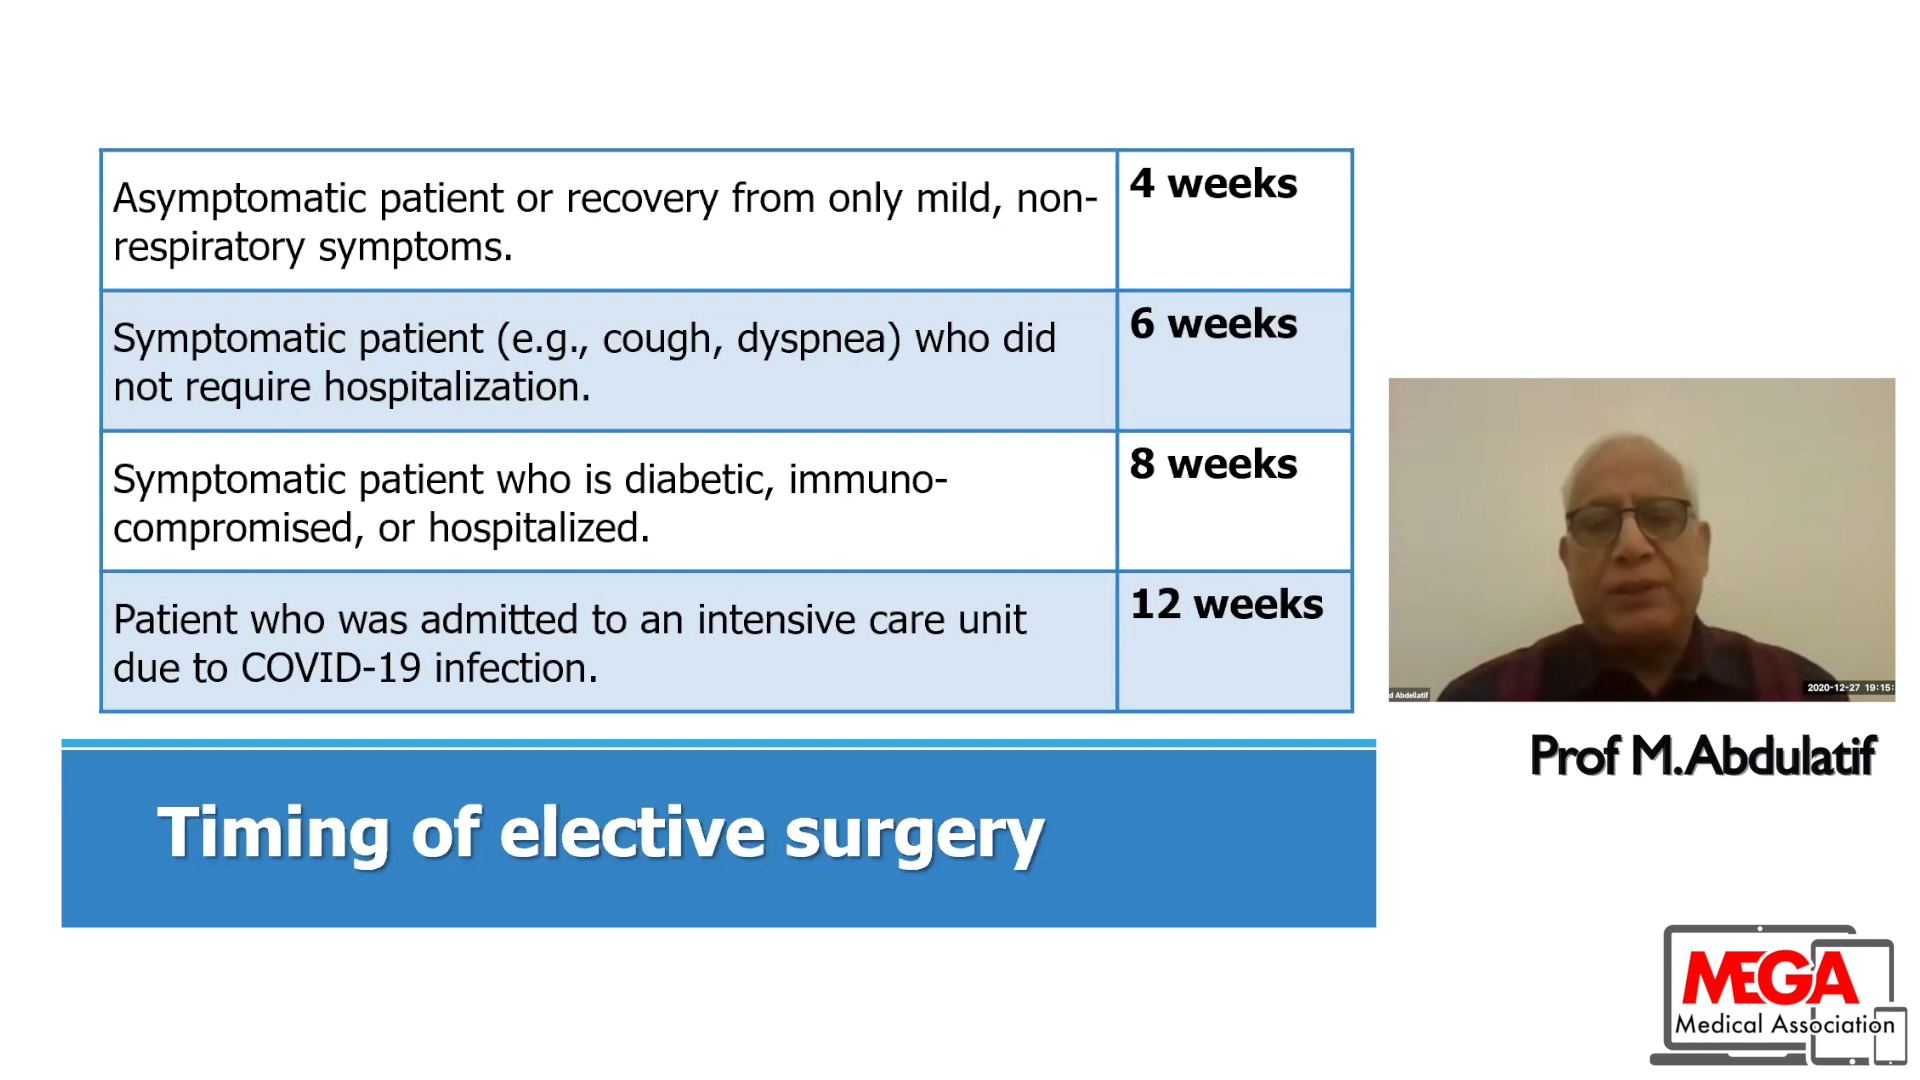 Asymptomatic patient or recovery from only mild, non-
respiratory symptoms.
4 weeks
Symptomatic patient (e.g., cough, dyspnea) who did
not require hospitalization.
6 weeks
Symptomatic patient who is diabetic, immuno-
compromised, or hospitalized.
8 weeks
Patient who was admitted to an intensive care unit
due to COVID-19 infection.
12 weeks
Timing of elective surgery
d Abdellatif
2020-12-27 19:15:
Prof M.Abdulatif
MEGA
Medical Association